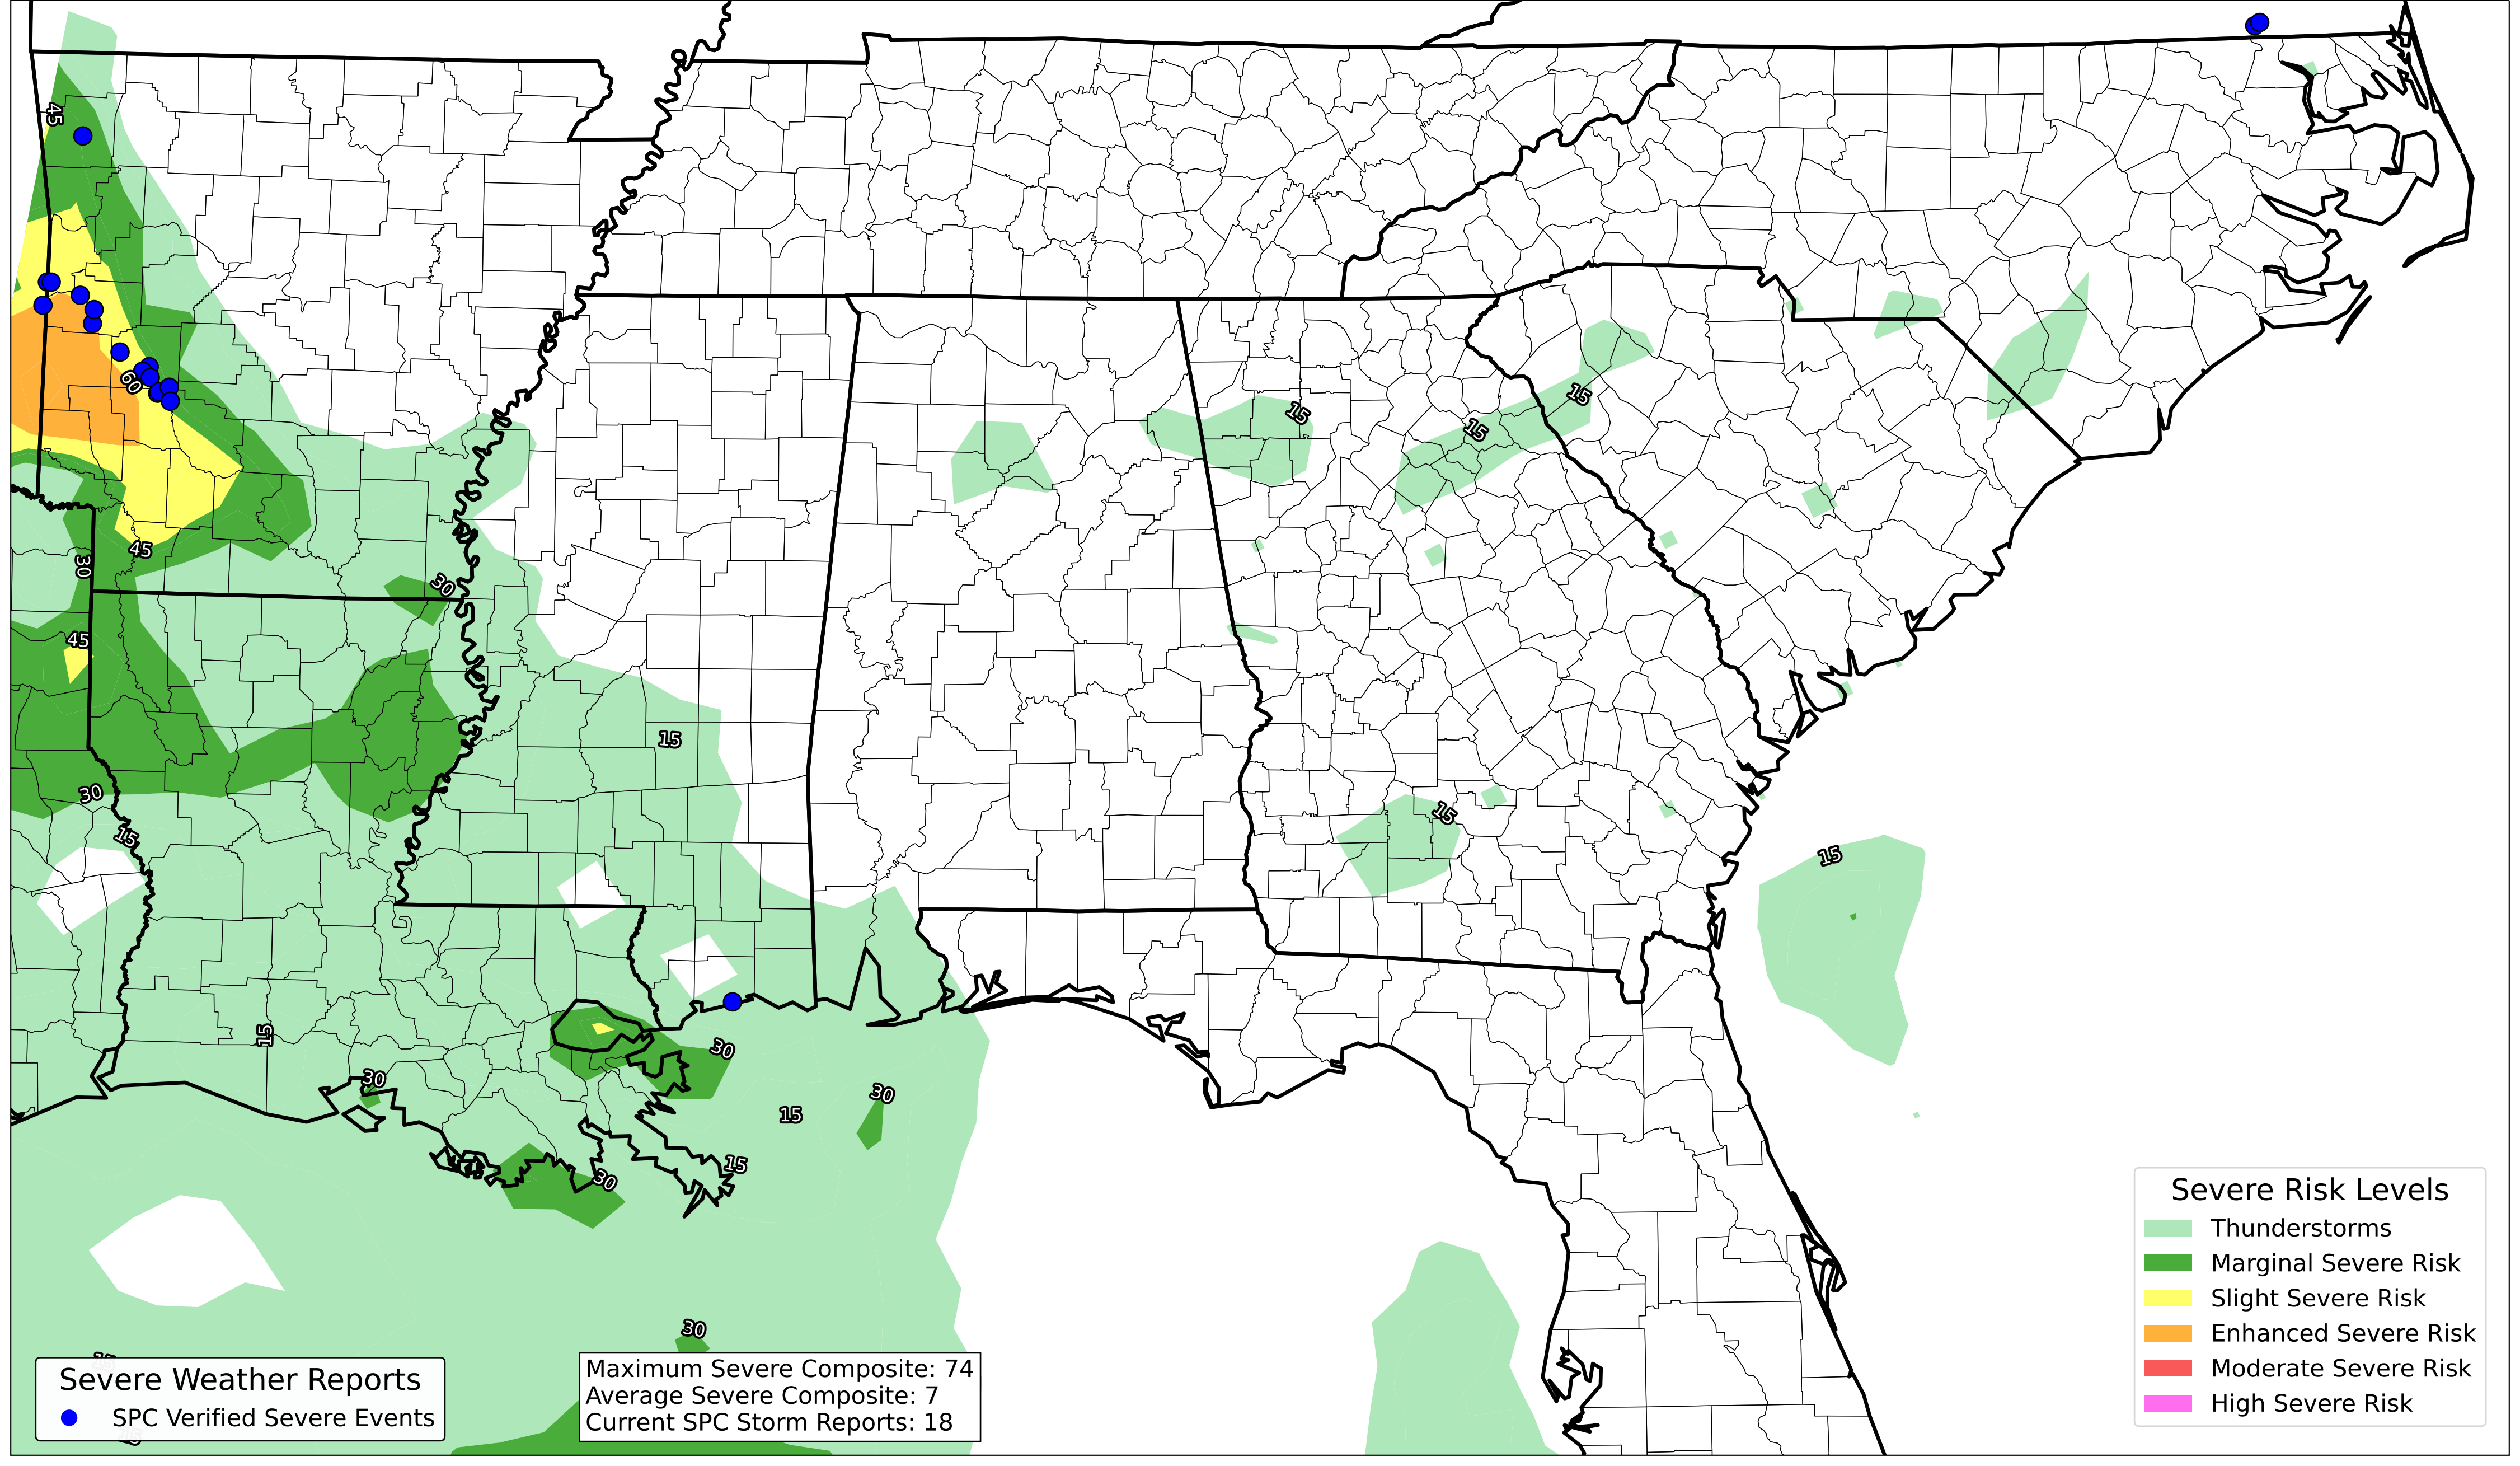 45
60
45
30
30
45
30
15
15
15
15
15
15
15
15
30
30
30
15
15
30
30
Severe Weather Reports
SPC Verified Severe Events
Maximum Severe Composite: 74
Average Severe Composite: 7
Current SPC Storm Reports: 18
Severe Risk Levels
Thunderstorms
Marginal Severe Risk
Slight Severe Risk
Enhanced Severe Risk
Moderate Severe Risk
High Severe Risk